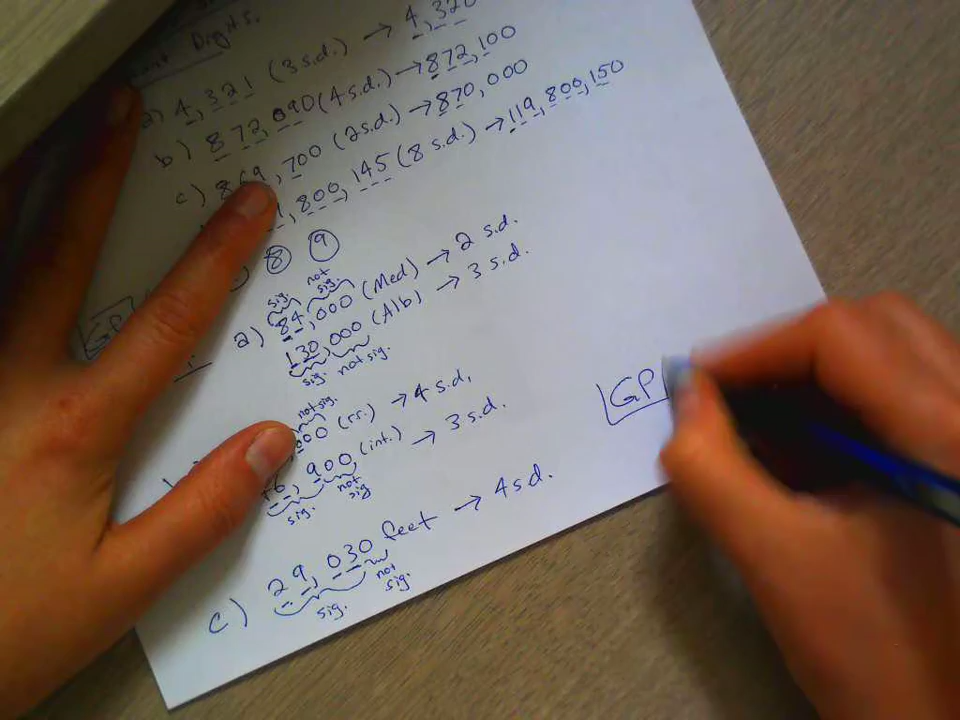 Digits.
a) 4,321 (3 s.d.) → 4,320
b) 872,090 (4 s.d.) → 872,100
c) 869,700 (2 s.d.) → 870,000
1,800,145 (8 s.d.) → 119,800,150
8 9
sig. not sig.
a) 84,000 (Med) → 2 s.d.
130,000 (Alb) → 3 s.d.
sig. not sig.
not sig.
000 (rs.) → 4 s.d.
46,900 (int.) → 3 s.d.
sig. not sig
c) 29,030 feet → 4 s.d.
sig. not sig.
GP
GP